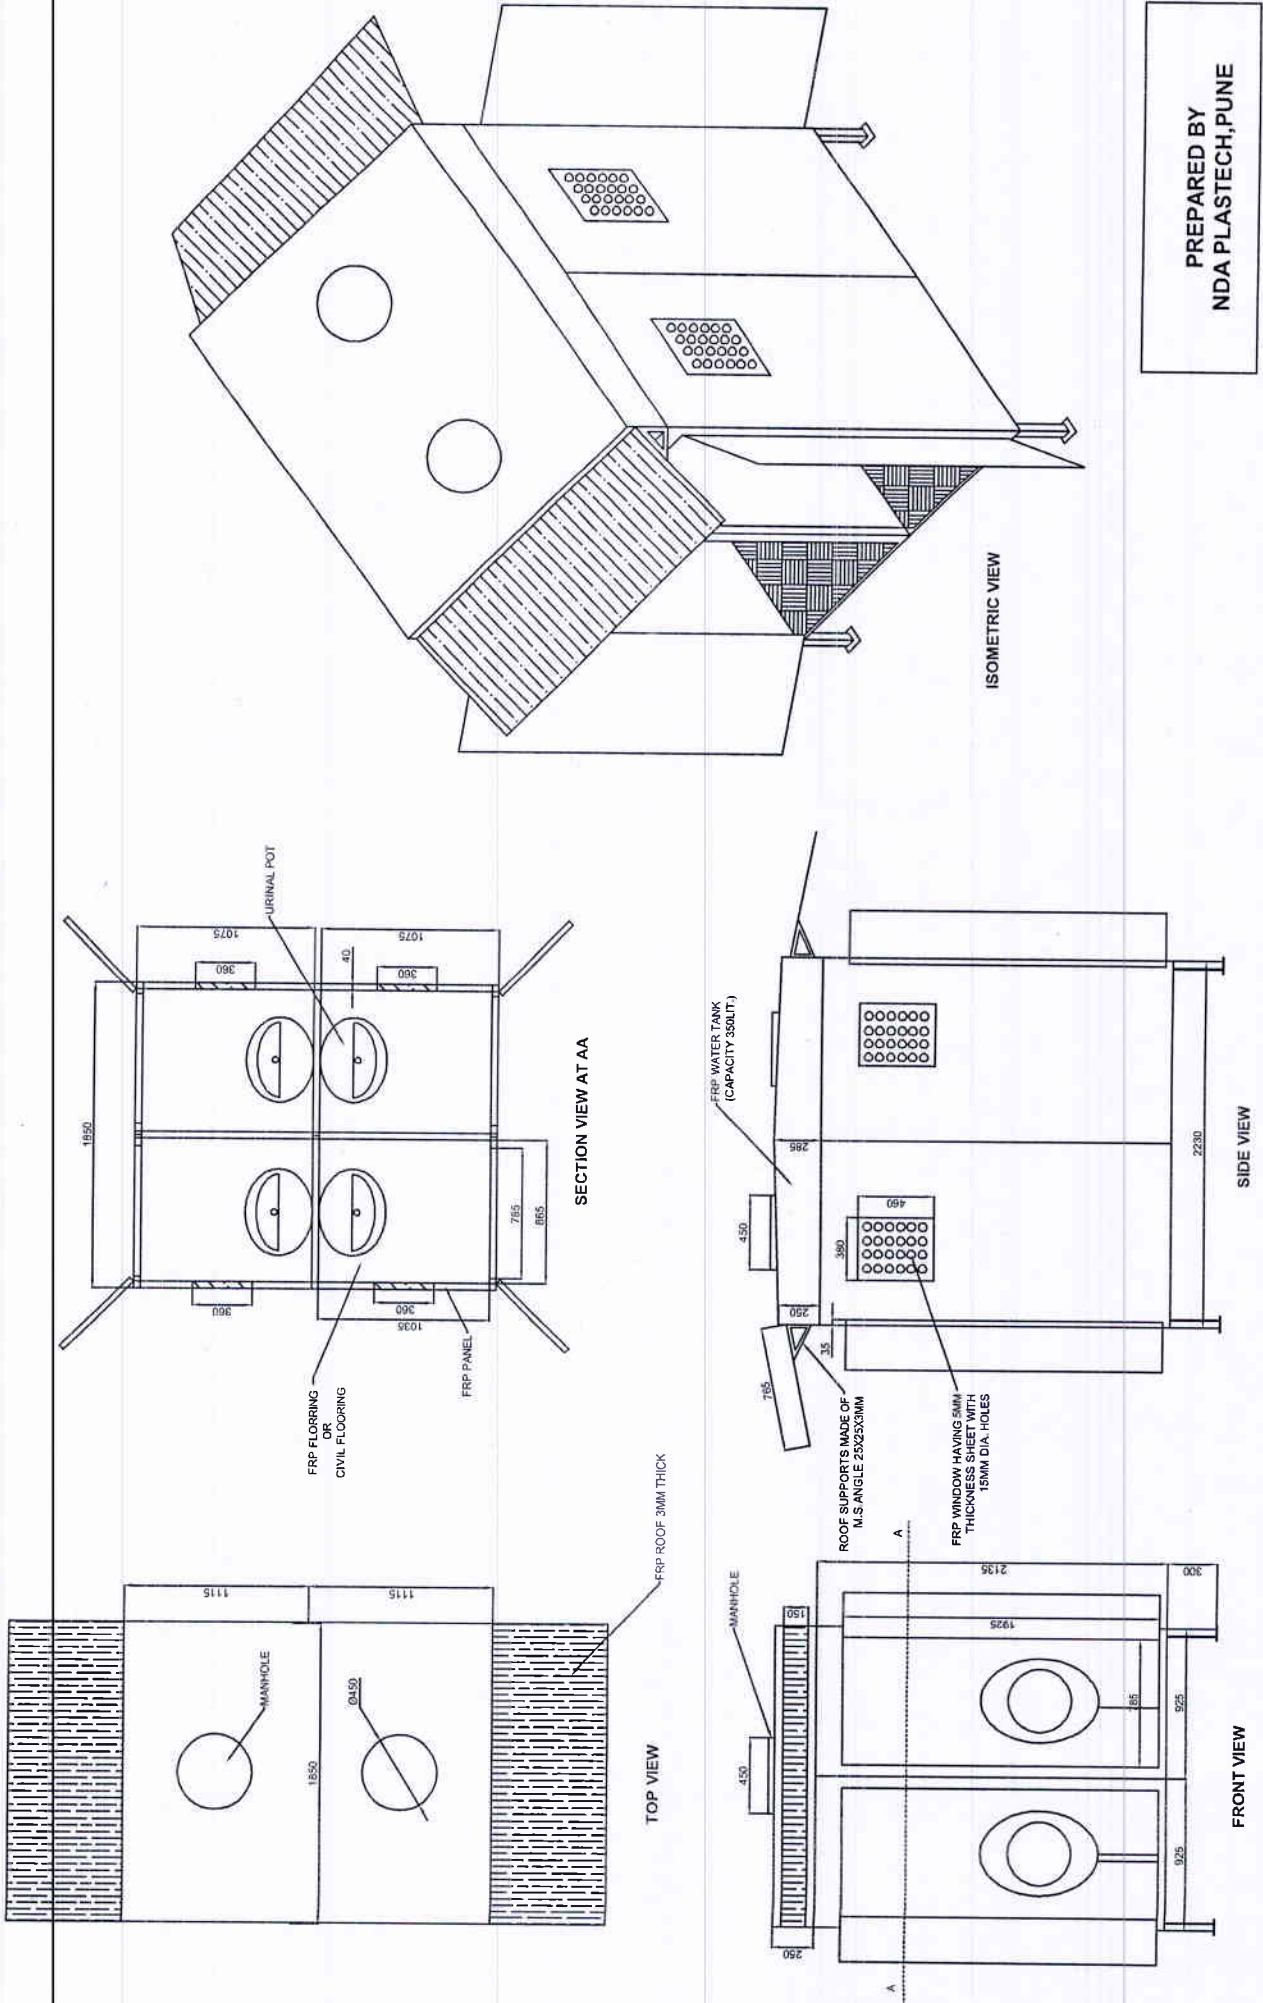 MANHOLE
Ø450
1850
1115
1115
FRP ROOF 3MM THICK
TOP VIEW
1850
1075
1075
360
360
360
360
40
1035
785
865
URINAL POT
FRP FLORRING
OR
CIVIL FLOORING
FRP PANEL
SECTION VIEW AT AA
ISOMETRIC VIEW
MANHOLE
450
250
150
A
A
2135
1925
300
785
925
925
FRONT VIEW
FRP WATER TANK
(CAPACITY 350LIT.)
450
285
250
765
35
380
460
2230
ROOF SUPPORTS MADE OF
M.S.ANGLE 25X25X3MM
FRP WINDOW HAVING 5MM
THICKNESS SHEET WITH
15MM DIA. HOLES
SIDE VIEW
PREPARED BY
NDA PLASTECH,PUNE